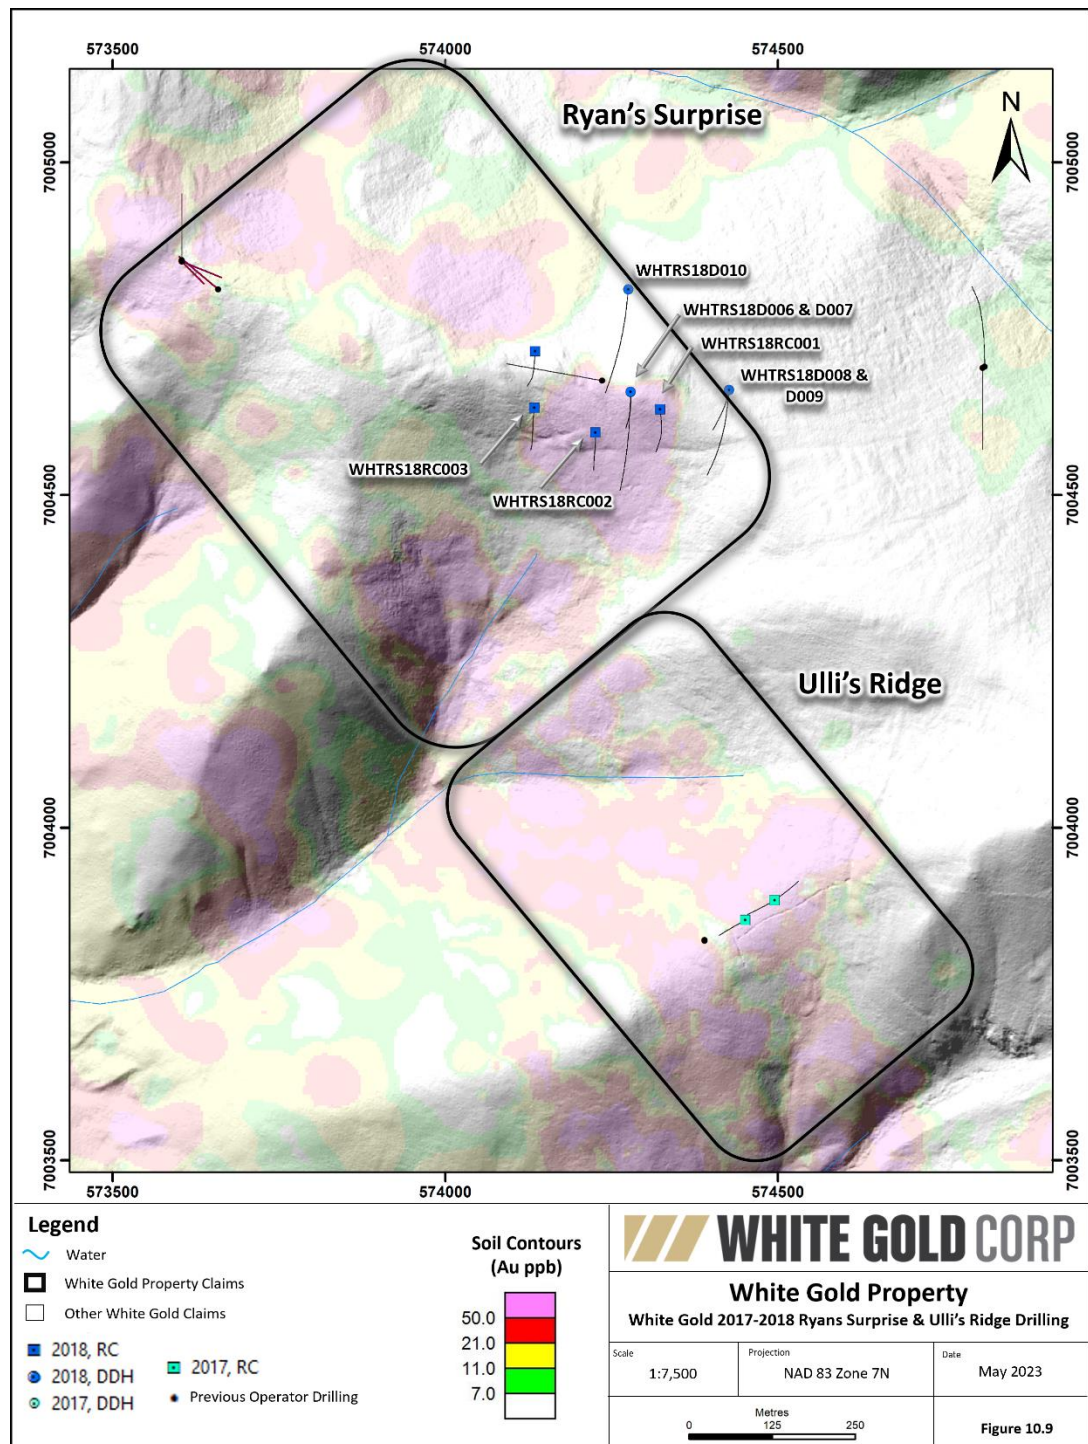 573500 574000 574500
Ryan's Surprise
N
7005000 7005000
WHTRS18D010
WHTRS18D006 & D007
WHTRS18RC001
WHTRS18D008 &
D009
WHTRS18RC003
WHTRS18RC002
7004500 7004500
Ulli's Ridge
7004000 7004000
7003500 7003500
573500 574000 574500
Legend
Water
White Gold Property Claims
Other White Gold Claims
2018, RC
2018, DDH
2017, DDH
2017, RC
Previous Operator Drilling
Soil Contours
(Au ppb)
50.0
21.0
11.0
7.0
WHITE GOLD CORP
White Gold Property
White Gold 2017-2018 Ryans Surprise & Ulli's Ridge Drilling
Scale
1:7,500
Projection
NAD 83 Zone 7N
Date
May 2023
Metres
0 125 250
Figure 10.9